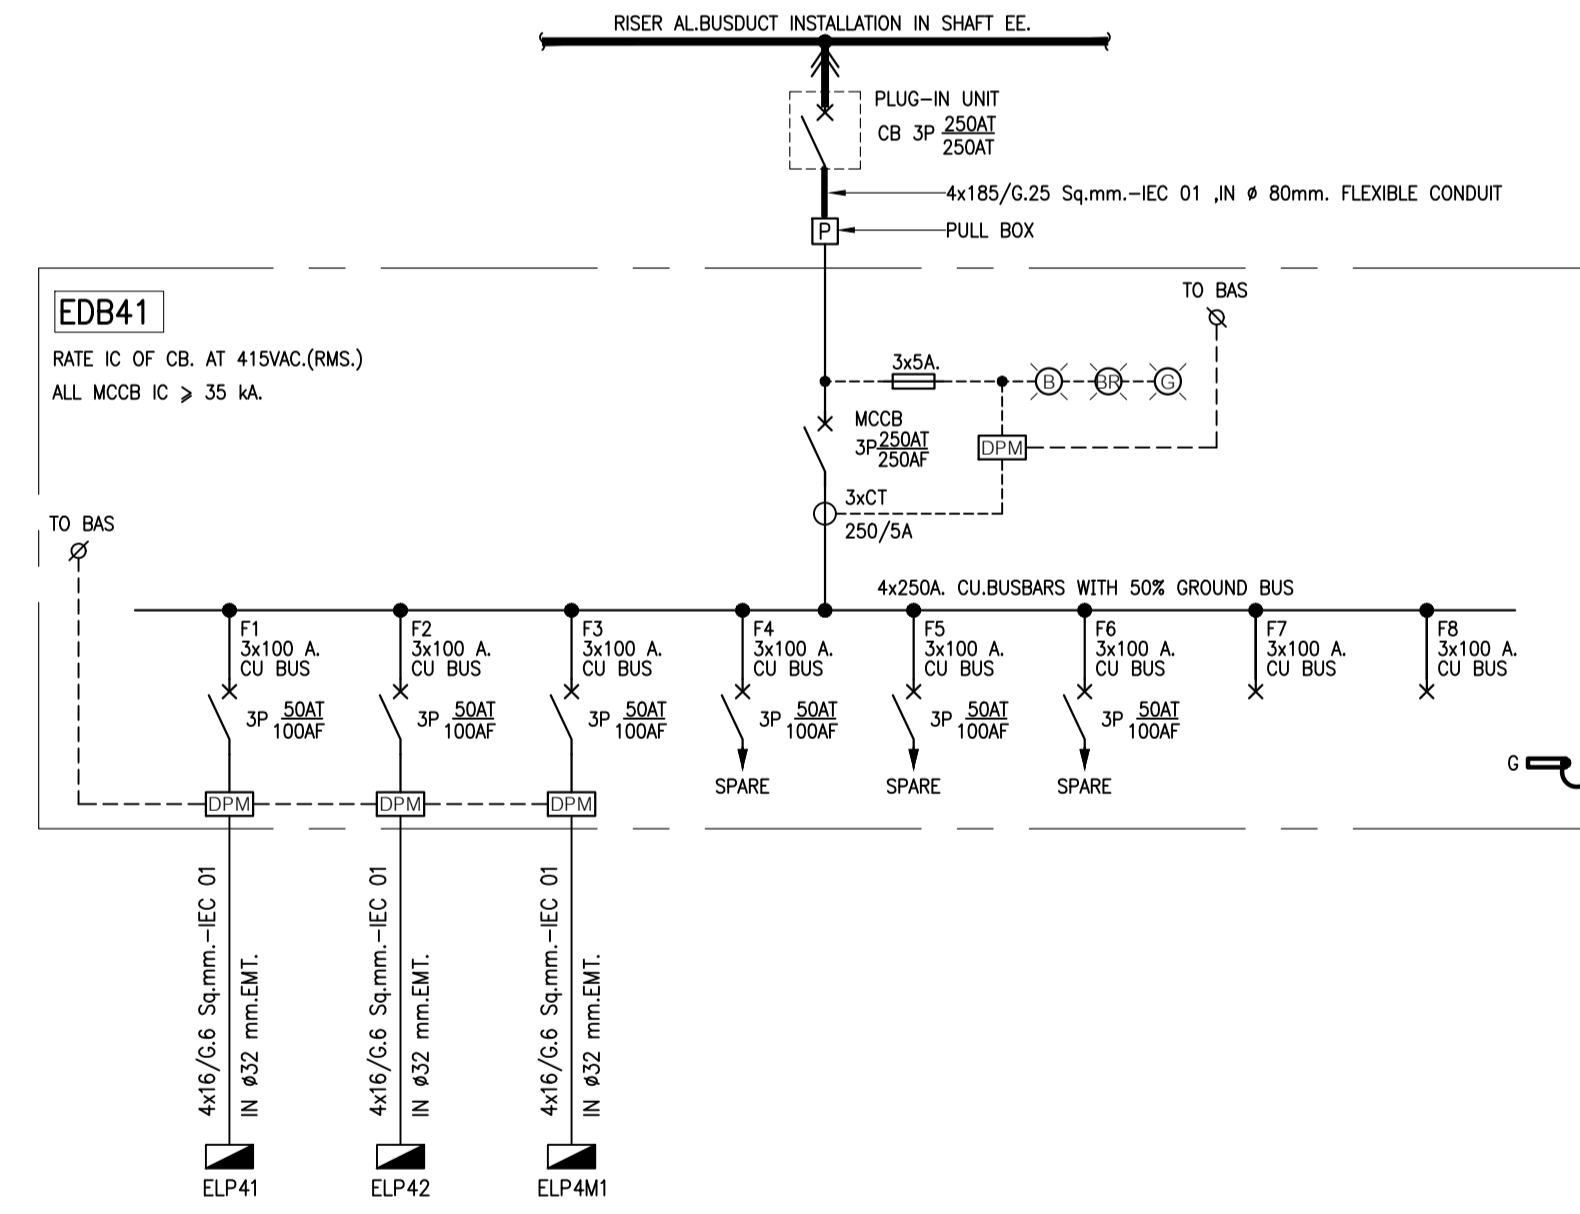 RISER AL.BUSDUCT INSTALLATION IN SHAFT EE.
PLUG-IN UNIT
CB 3P 250AT
250AT
4x185/G.25 Sq.mm.-IEC 01 ,IN ø 80mm. FLEXIBLE CONDUIT
P
PULL BOX
EDB41
RATE IC OF CB. AT 415VAC.(RMS.)
ALL MCCB IC ⩾ 35 kA.
TO BAS
3x5A.
B
BR
G
MCCB
3P 250AT
250AF
DPM
3xCT
250/5A
TO BAS
4x250A. CU.BUSBARS WITH 50% GROUND BUS
F1
3x100 A.
CU BUS
3P 50AT
100AF
F2
3x100 A.
CU BUS
3P 50AT
100AF
F3
3x100 A.
CU BUS
3P 50AT
100AF
F4
3x100 A.
CU BUS
3P 50AT
100AF
SPARE
F5
3x100 A.
CU BUS
3P 50AT
100AF
SPARE
F6
3x100 A.
CU BUS
3P 50AT
100AF
SPARE
F7
3x100 A.
CU BUS
F8
3x100 A.
CU BUS
G
DPM
DPM
DPM
4x16/G.6 Sq.mm.-IEC 01
IN ø32 mm.EMT.
4x16/G.6 Sq.mm.-IEC 01
IN ø32 mm.EMT.
4x16/G.6 Sq.mm.-IEC 01
IN ø32 mm.EMT.
ELP41
ELP42
ELP4M1